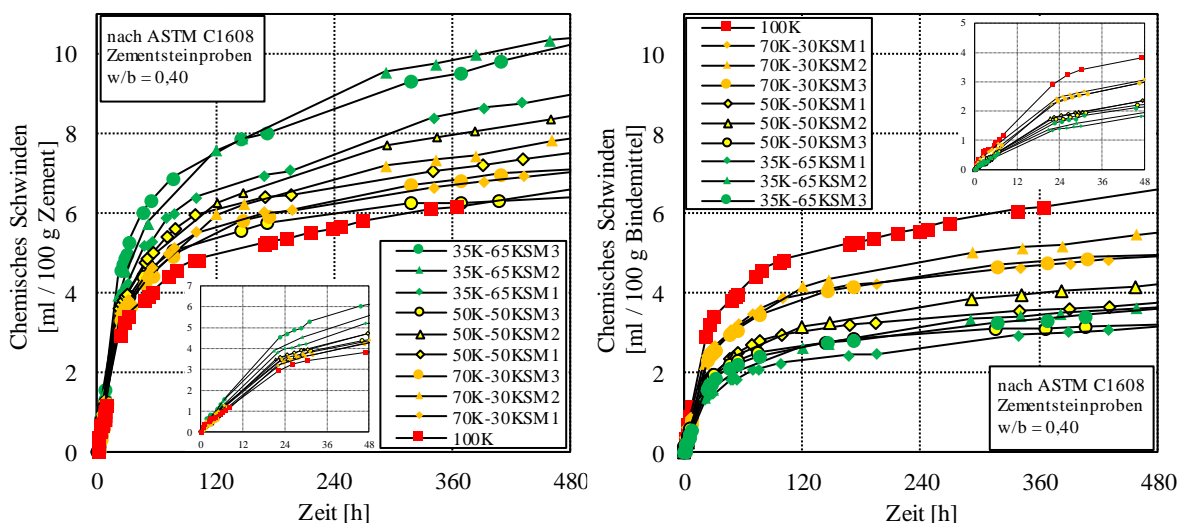 nach ASTM C1608
Zementsteinproben
w/b = 0,40
Chemisches Schwinden
[ml / 100 g Zement]
10
8
6
4
2
0
0 120 240 360 480
Zeit [h]
35K-65KSM3
35K-65KSM2
35K-65KSM1
50K-50KSM3
50K-50KSM2
50K-50KSM1
70K-30KSM3
70K-30KSM2
70K-30KSM1
100K
7
6
5
4
3
2
1
0
0 12 24 36 48
Chemisches Schwinden
[ml / 100 g Bindemittel]
10
8
6
4
2
0
0 120 240 360 480
Zeit [h]
100K
70K-30KSM1
70K-30KSM2
70K-30KSM3
50K-50KSM1
50K-50KSM2
50K-50KSM3
35K-65KSM1
35K-65KSM2
35K-65KSM3
5
4
3
2
1
0
0 12 24 36 48
nach ASTM C1608
Zementsteinproben
w/b = 0,40